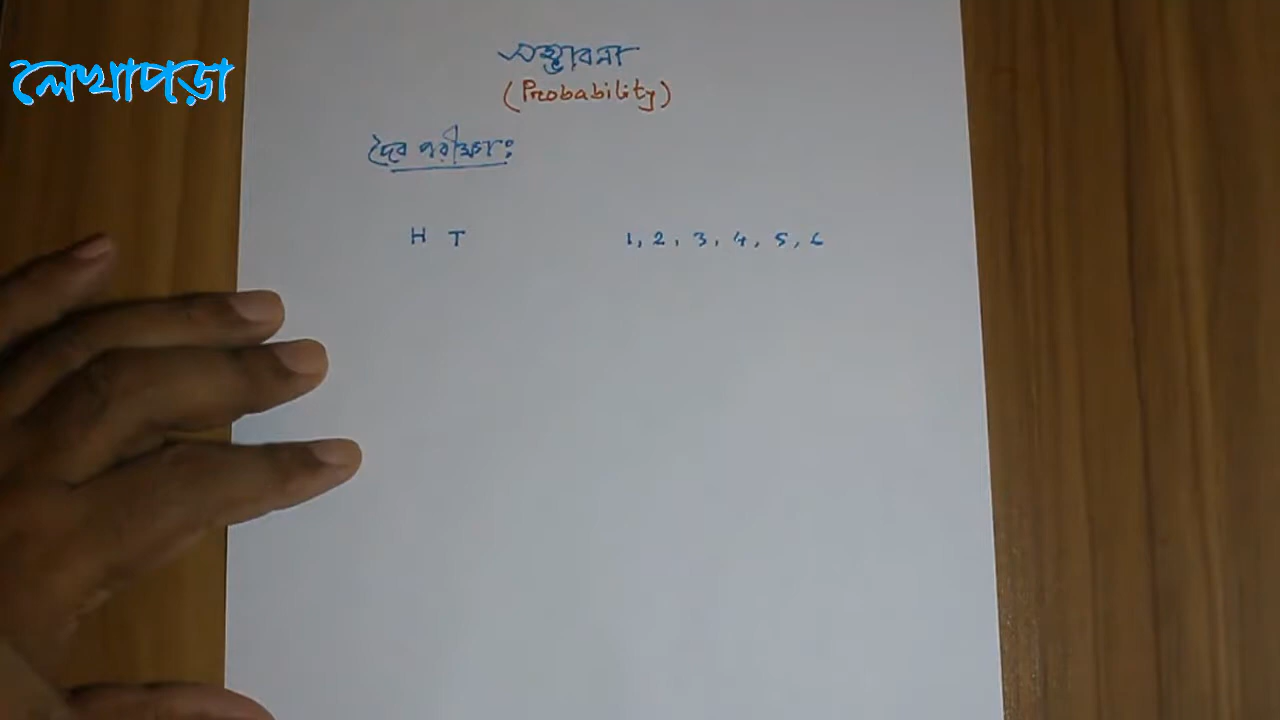 লেখাপড়া
সম্ভাবনা
(Probability)
দৈব পরীক্ষা:
H T 1, 2, 3, 4, 5, 6